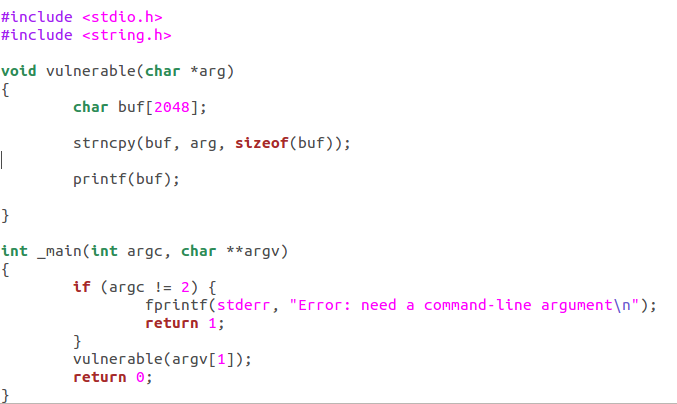 #include <stdio.h>
#include <string.h>
void vulnerable(char *arg)
{
char buf[2048];
strncpy(buf, arg, sizeof(buf));
printf(buf);
}
int _main(int argc, char **argv)
{
if (argc != 2) {
fprintf(stderr, "Error: need a command-line argument\n");
return 1;
}
vulnerable(argv[1]);
return 0;
}